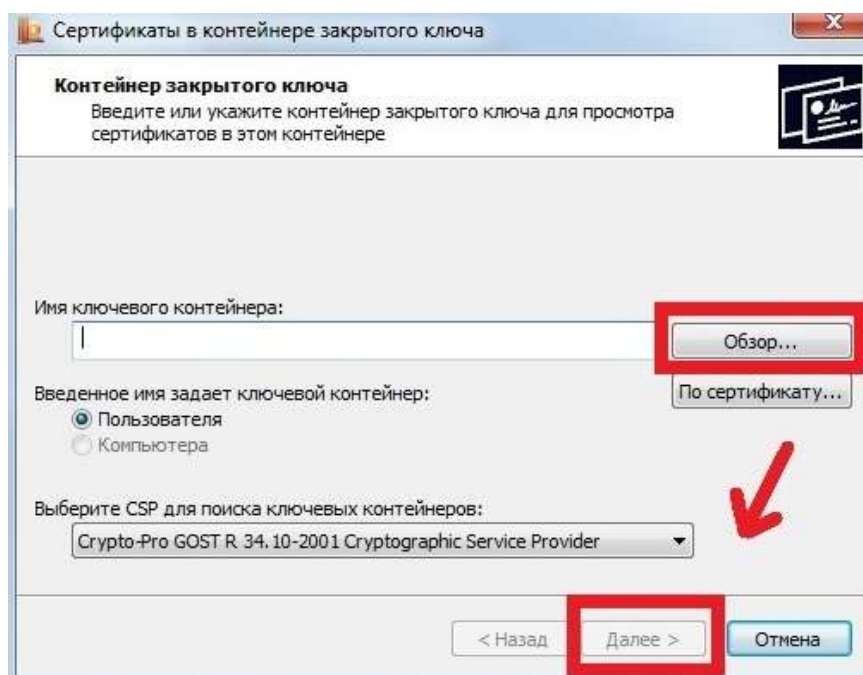 Сертификаты в контейнере закрытого ключа
Контейнер закрытого ключа
Введите или укажите контейнер закрытого ключа для просмотра
сертификатов в этом контейнере
Имя ключевого контейнера:
Обзор...
Введенное имя задает ключевой контейнер:
По сертификату...
Пользователя
Компьютера
Выберите CSP для поиска ключевых контейнеров:
Crypto-Pro GOST R 34.10-2001 Cryptographic Service Provider
< Назад Далее > Отмена